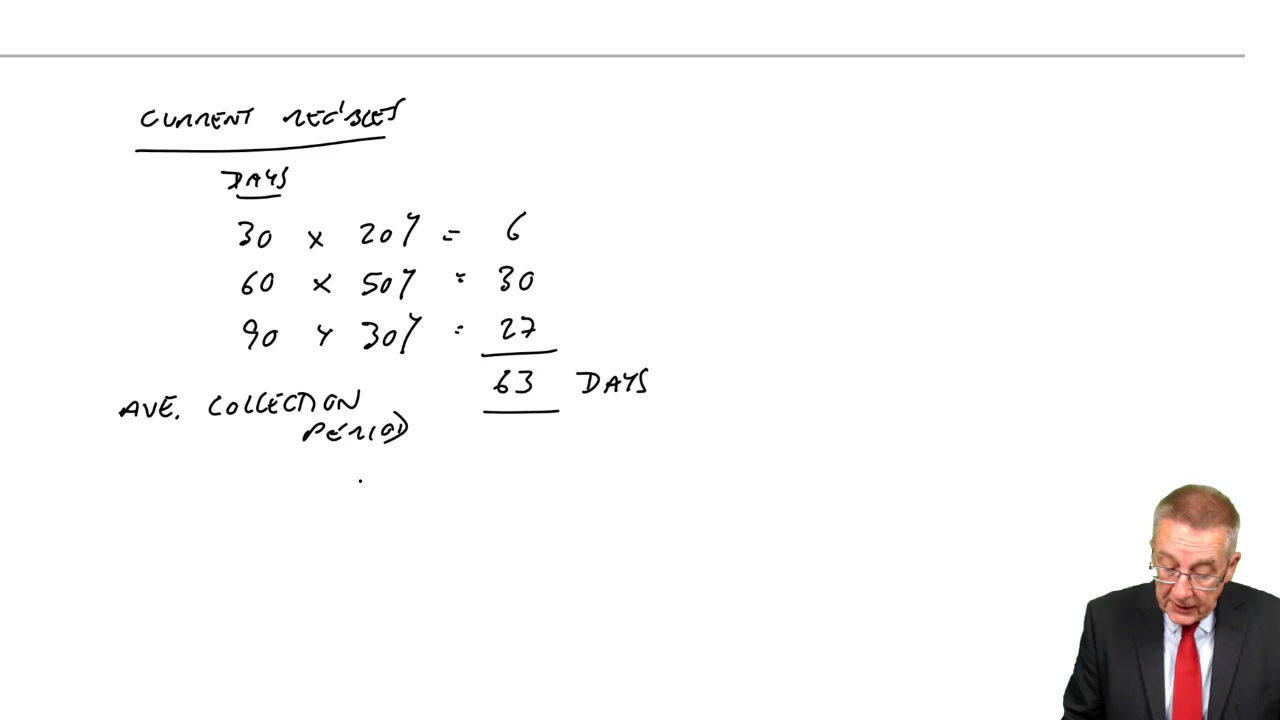 CURRENT REC'BLES
DAYS
30 × 20% = 6
60 × 50% = 30
90 × 30% = 27
63 DAYS
AVE. COLLECTION
PERIOD